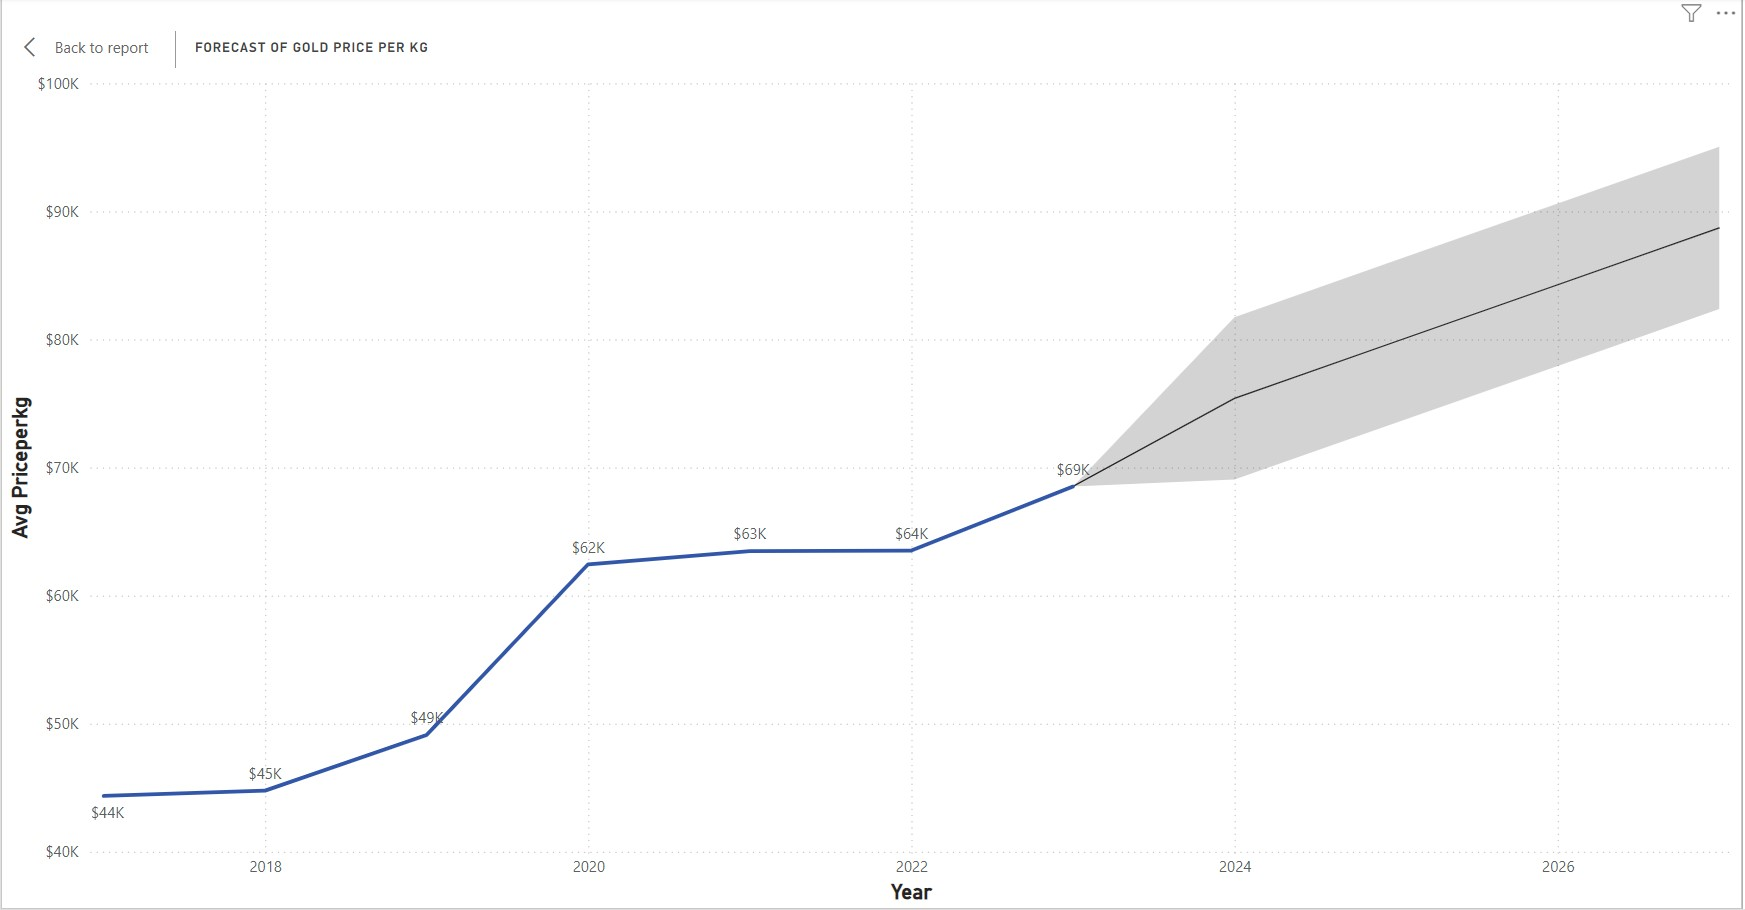 Back to report
FORECAST OF GOLD PRICE PER KG
$100K
$90K
$80K
$70K
$60K
$50K
$40K
Avg Priceperkg
$44K
$45K
$49K
$62K
$63K
$64K
$69K
2018
2020
2022
2024
2026
Year